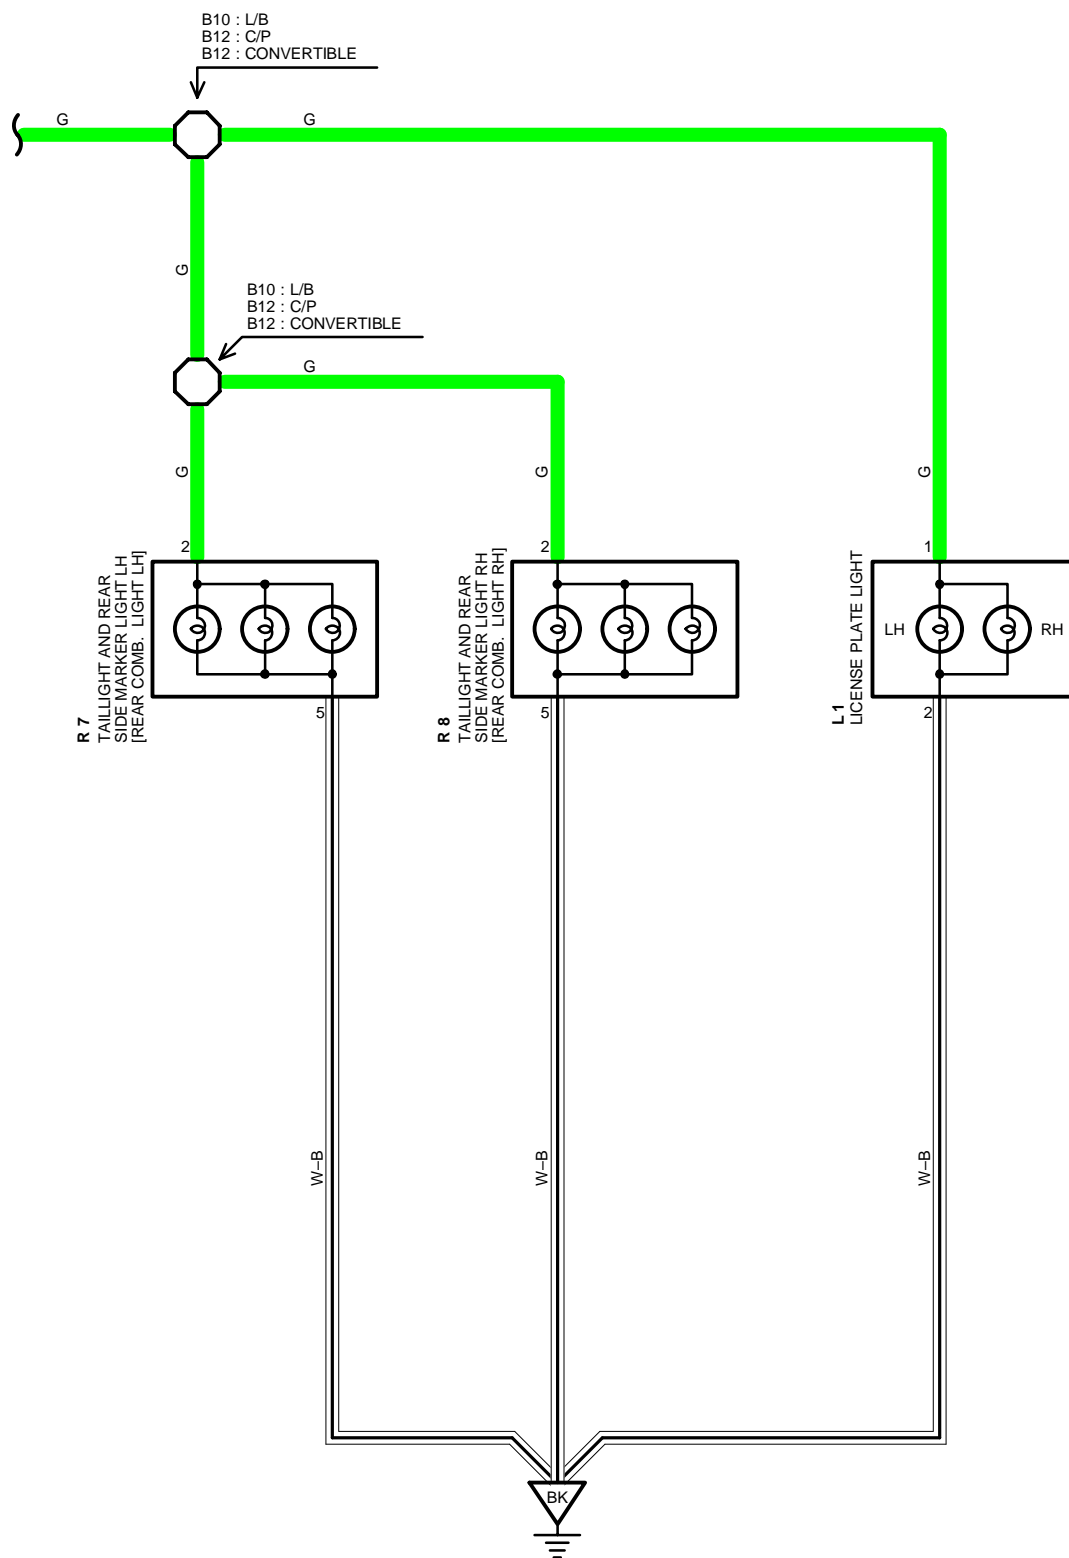 B10 : L/B
B12 : C/P
B12 : CONVERTIBLE
G
G
G
B10 : L/B
B12 : C/P
B12 : CONVERTIBLE
G
G
G
G
2
2
1
R 7
TAILLIGHT AND REAR
SIDE MARKER LIGHT LH
[REAR COMB. LIGHT LH]
R 8
TAILLIGHT AND REAR
SIDE MARKER LIGHT RH
[REAR COMB. LIGHT RH]
L 1
LICENSE PLATE LIGHT
LH
RH
5
5
2
W–B
W–B
W–B
BK